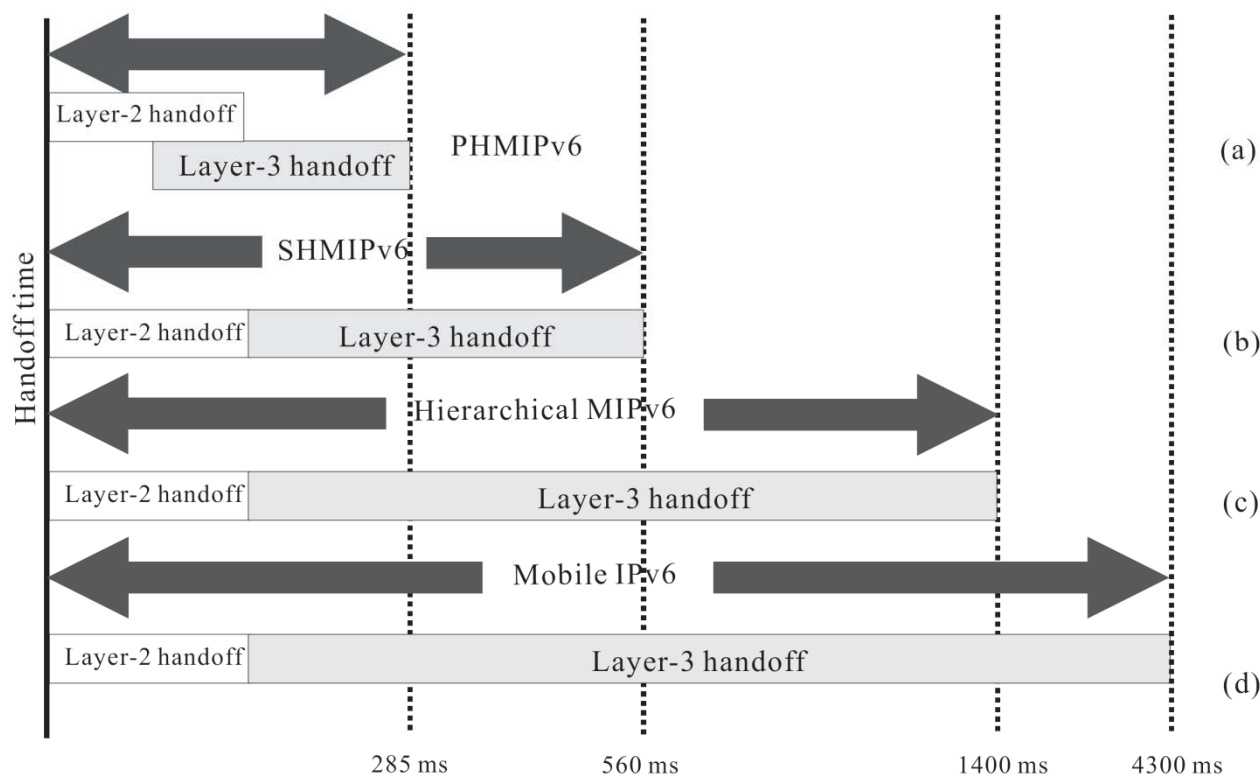 Layer-2 handoff
PHMIPv6
(a)
Layer-3 handoff
SHMIPv6
Handoff time
Layer-2 handoff
Layer-3 handoff
(b)
Hierarchical MIPv6
Layer-2 handoff
Layer-3 handoff
(c)
Mobile IPv6
Layer-2 handoff
Layer-3 handoff
(d)
285 ms
560 ms
1400 ms
4300 ms